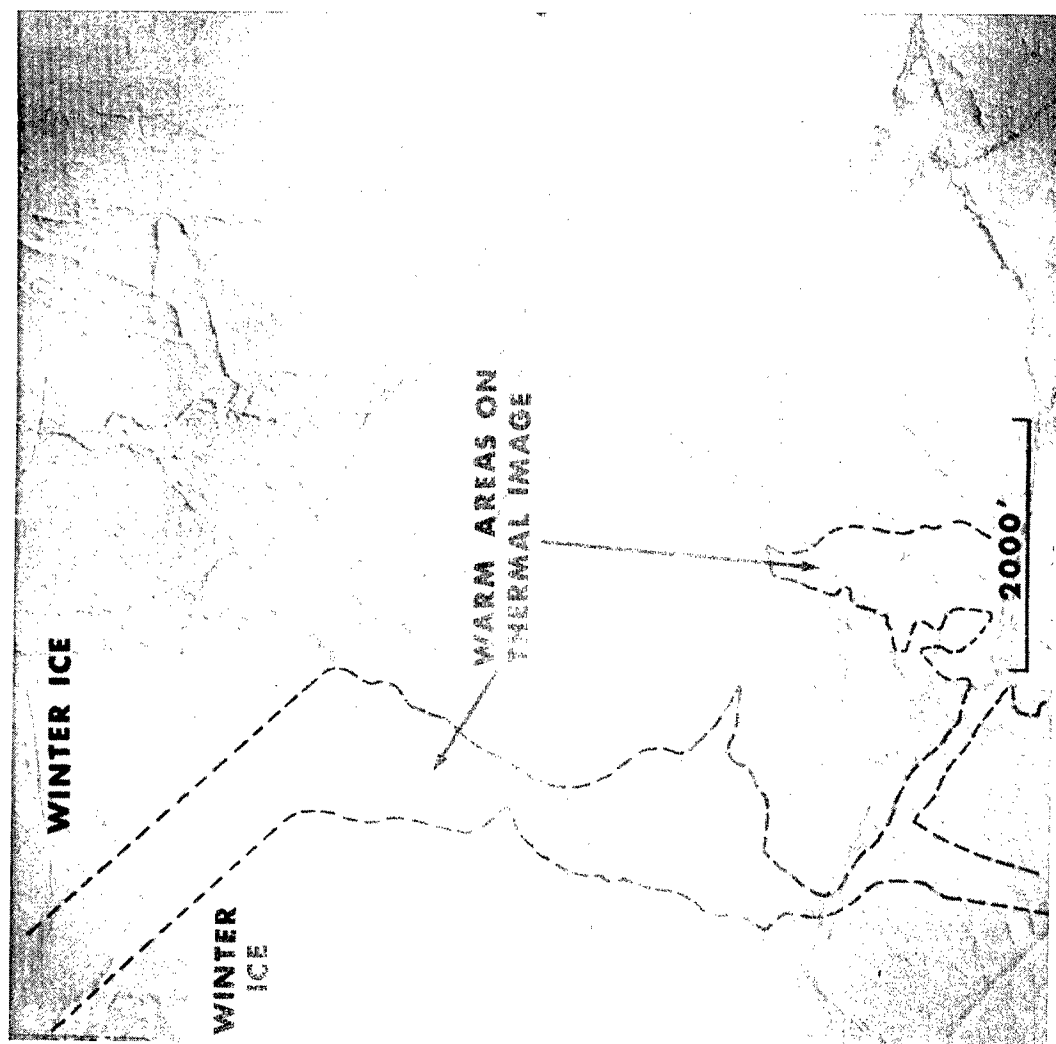 WINTER ICE
WINTER
ICE
WARM AREAS ON
THERMAL IMAGE
2000'